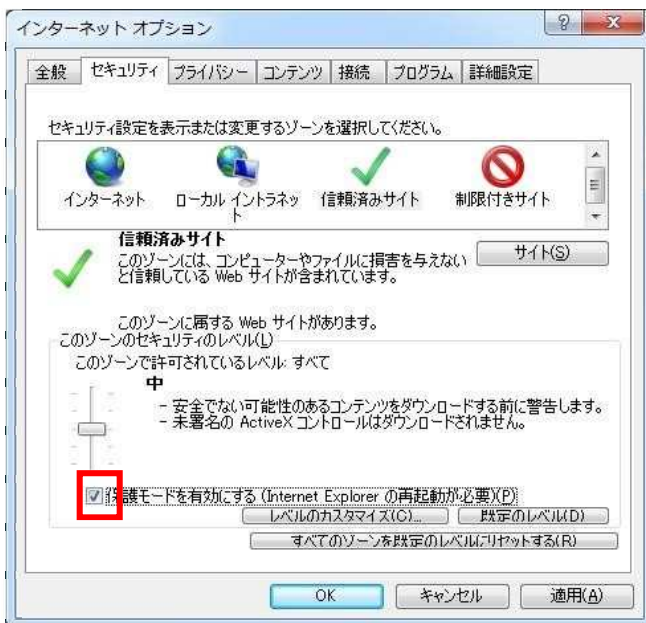 インターネット オプション
全般 セキュリティ プライバシー コンテンツ 接続 プログラム 詳細設定
セキュリティ設定を表示または変更するゾーンを選択してください。
インターネット ローカル イントラネット 信頼済みサイト 制限付きサイト
信頼済みサイト
このゾーンには、コンピューターやファイルに損害を与えない
と信頼している Web サイトが含まれています。
サイト(S)
このゾーンに属する Web サイトがあります。
このゾーンのセキュリティのレベル(L)
このゾーンで許可されているレベル: すべて
中
- 安全でない可能性のあるコンテンツをダウンロードする前に警告します。
- 未署名の ActiveX コントロールはダウンロードされません。
保護モードを有効にする (Internet Explorer の再起動が必要)(P)
レベルのカスタマイズ(C)... 既定のレベル(D)
すべてのゾーンを既定のレベルにリセットする(R)
OK キャンセル 適用(A)